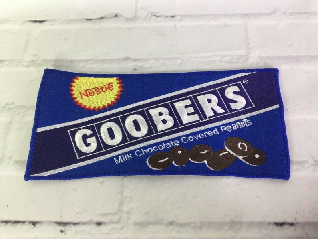 Nestlé
GOOBERS
Milk Chocolate Covered Peanuts